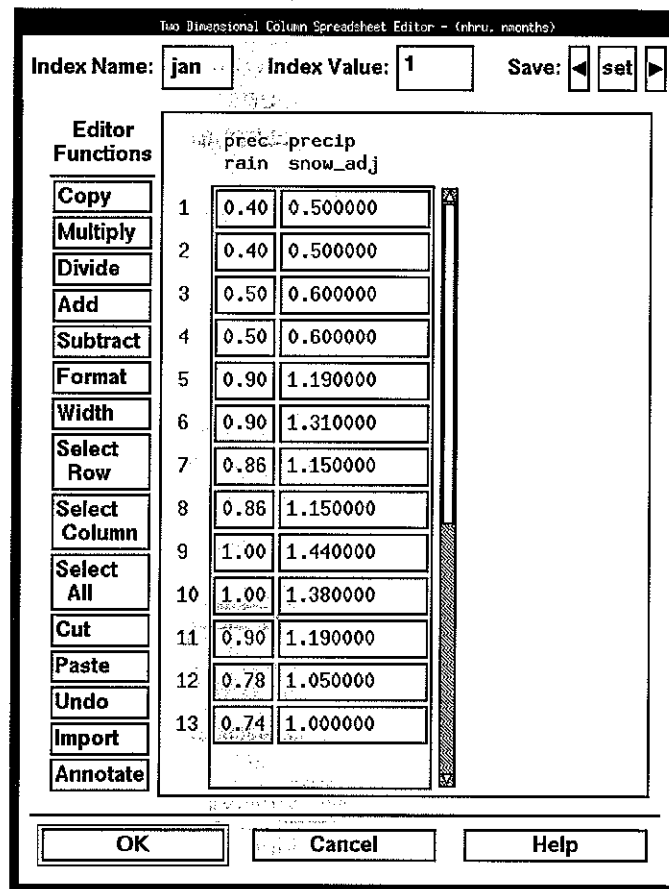 Two Dimensional Column Spreadsheet Editor - (nhru, nmonths)
Index Name: jan Index Value: 1 Save: ◀ set ▶
Editor
Functions
Copy
Multiply
Divide
Add
Subtract
Format
Width
Select
Row
Select
Column
Select
All
Cut
Paste
Undo
Import
Annotate
prec precip
rain snow_adj
1 0.40 0.500000
2 0.40 0.500000
3 0.50 0.600000
4 0.50 0.600000
5 0.90 1.190000
6 0.90 1.310000
7 0.86 1.150000
8 0.86 1.150000
9 1.00 1.440000
10 1.00 1.380000
11 0.90 1.190000
12 0.78 1.050000
13 0.74 1.000000
OK Cancel Help